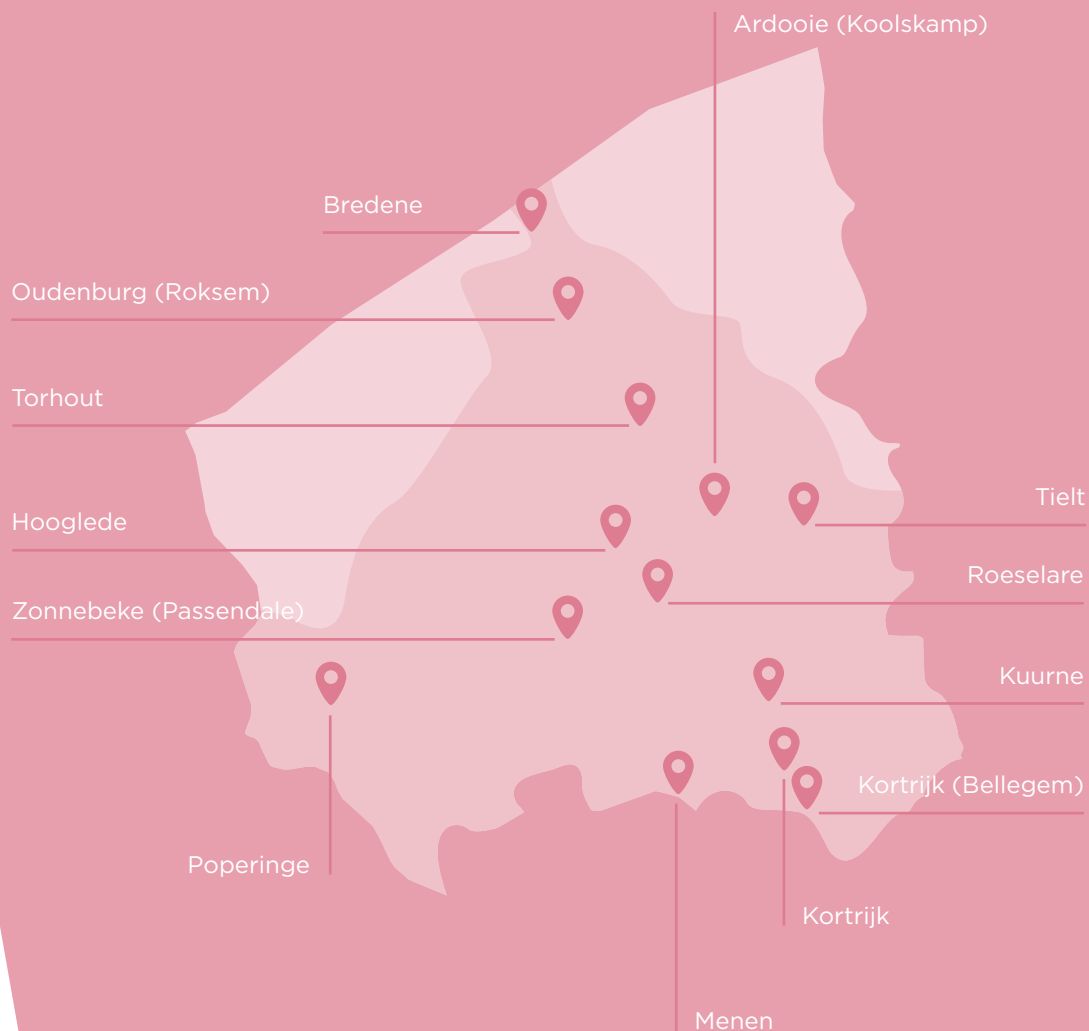 Ardooie (Koolskamp)
Bredene
Oudenburg (Roksem)
Torhout
Tielt
Hooglede
Roeselare
Zonnebeke (Passendale)
Kuurne
Kortrijk (Bellegem)
Poperinge
Kortrijk
Menen